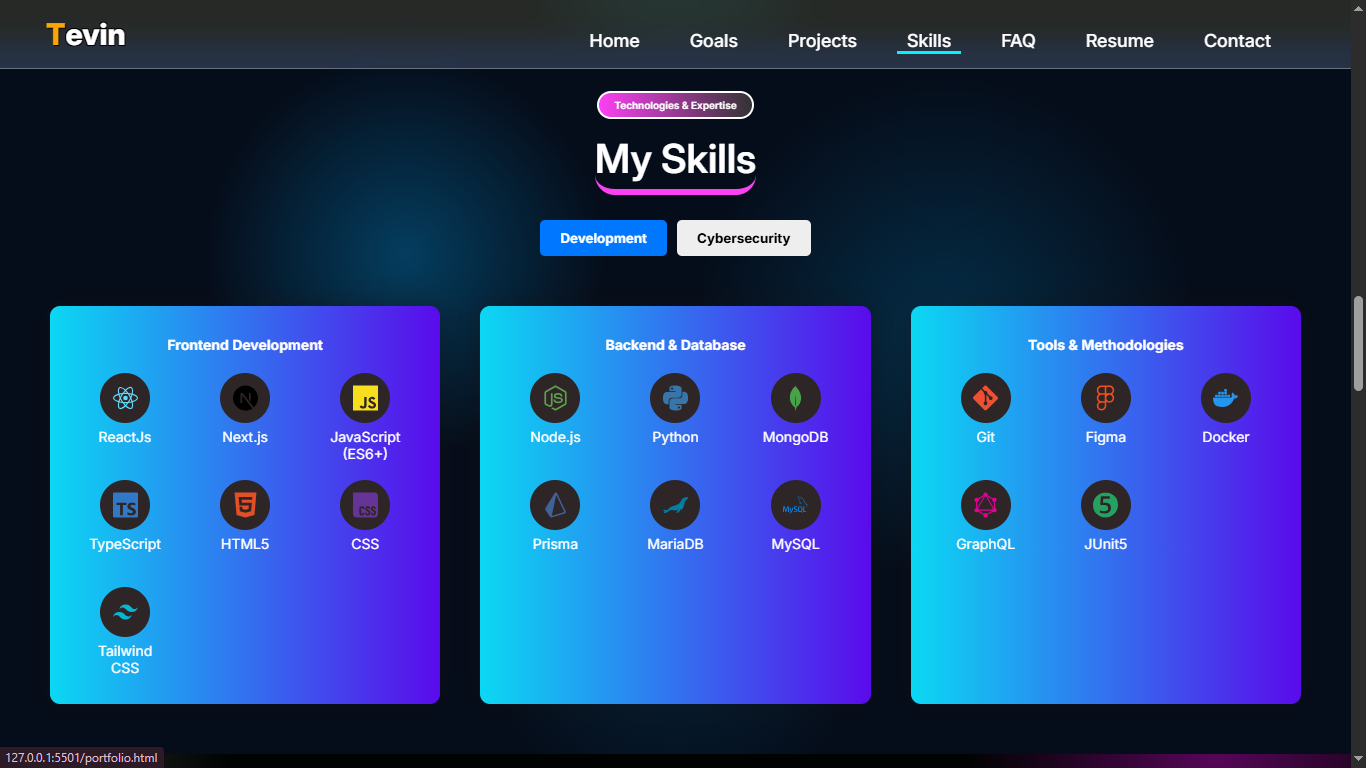 Tevin
Home Goals Projects Skills FAQ Resume Contact
Technologies & Expertise
My Skills
Development Cybersecurity
Frontend Development
ReactJs Next.js JavaScript
(ES6+)
JS
TypeScript HTML5 CSS
TS 5 CSS
Tailwind
CSS
Backend & Database
Node.js Python MongoDB
JS
Prisma MariaDB MySQL
MySQL
Tools & Methodologies
Git Figma Docker
GraphQL JUnit5
5
127.0.0.1:5501/portfolio.html